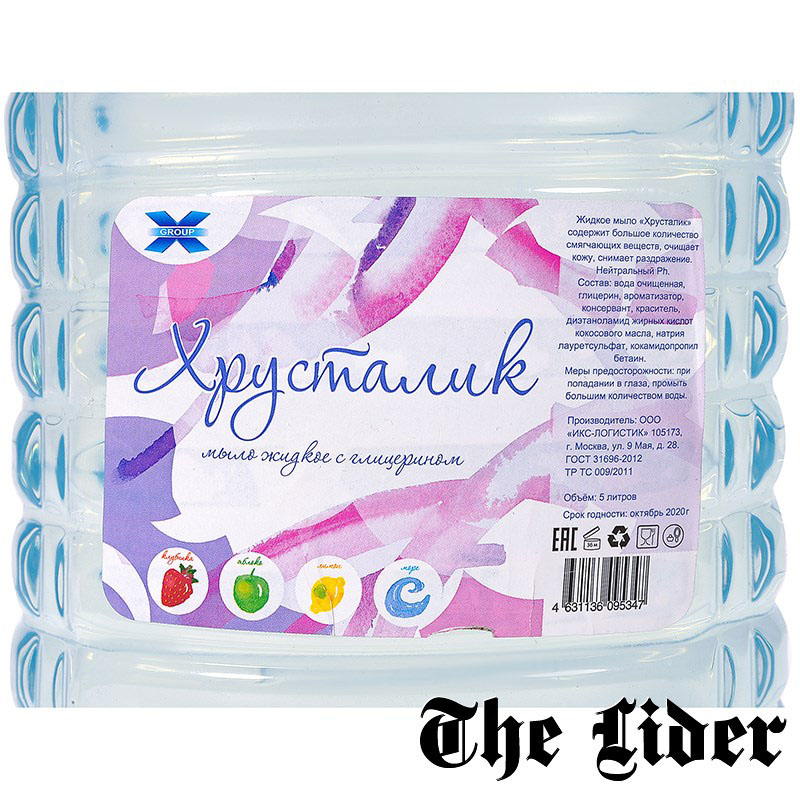 X
GROUP
Хрусталик
мыло жидкое с глицерином
клубника
яблоко
лимон
море
Жидкое мыло «Хрусталик»
содержит большое количество
смягчающих веществ, очищает
кожу, снимает раздражение.
Нейтральный Ph.
Состав: вода очищенная,
глицерин, ароматизатор,
консервант, краситель,
диэтаноламид жирных кислот
кокосового масла, натрия
лауретсульфат, кокамидопропил
бетаин.
Меры предосторожности: при
попадании в глаза, промыть
большим количеством воды.
Производитель: ООО
«ИКС-ЛОГИСТИК» 105173,
г. Москва, ул. 9 Мая, д. 28.
ГОСТ 31696-2012
ТР ТС 009/2011
Объём: 5 литров
Срок годности: октябрь 2020г
EAC
36 м
4 631136 095347
The Lider